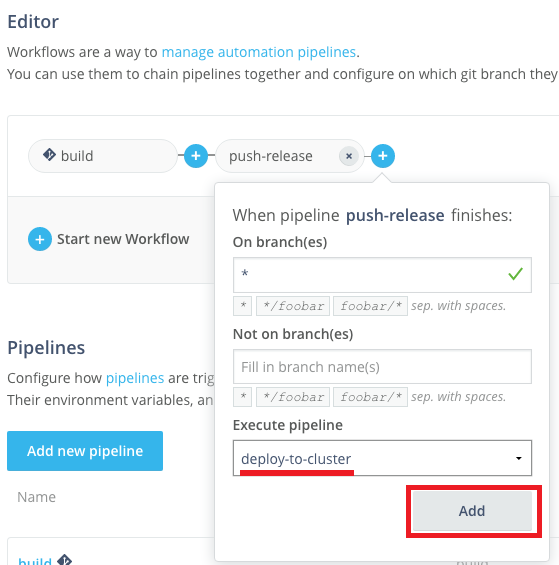 Editor
Workflows are a way to manage automation pipelines.
You can use them to chain pipelines together and configure on which git branch they
build
push-release
When pipeline push-release finishes:
On branch(es)
*
* */foobar foobar/* sep. with spaces.
Start new Workflow
Not on branch(es)
Fill in branch name(s)
* */foobar foobar/* sep. with spaces.
Pipelines
Configure how pipelines are trig
Their environment variables, an
Execute pipeline
deploy-to-cluster
Add new pipeline
Add
Name
build